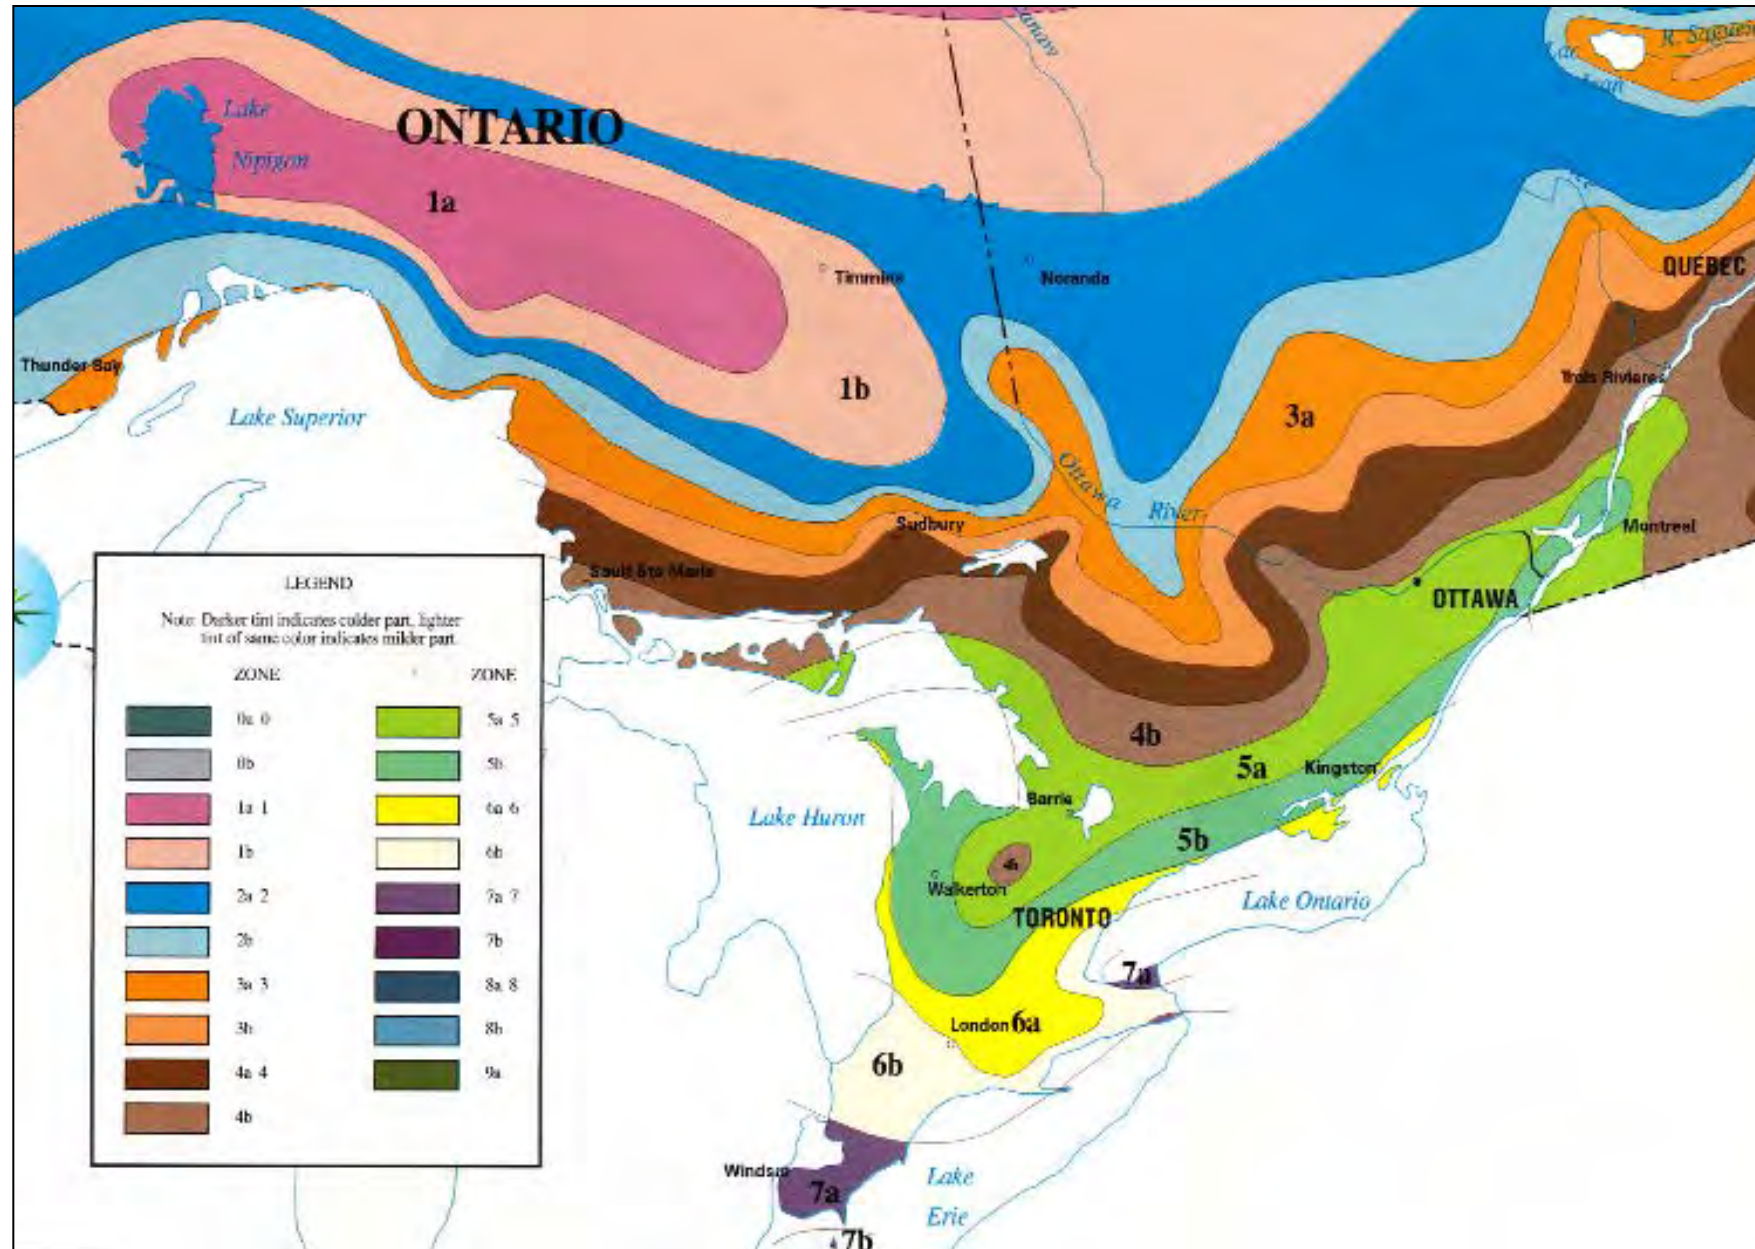 R. Saguen
Lac
Jean
Lake
Nipigon
ONTARIO
1a
Timmins
Noranda
QUEBEC
Thunder Bay
Trois Rivieres
Lake Superior
1b
3a
Ottawa
River
Sudbury
Montreal
Sault Ste Marie
OTTAWA
LEGEND
Note: Darker tint indicates colder part, lighter
tint of same color indicates milder part.
ZONE
ZONE
0a 0
0b
1a 1
1b
2a 2
2b
3a 3
3b
4a 4
4b
5a 5
5b
6a 6
6b
7a 7
7b
8a 8
8b
9a
4b
5a
Kingston
Barrie
Lake Huron
5b
4b
Walkerton
TORONTO
Lake Ontario
7a
London
6a
6b
Windsor
7a
Lake
Erie
7b